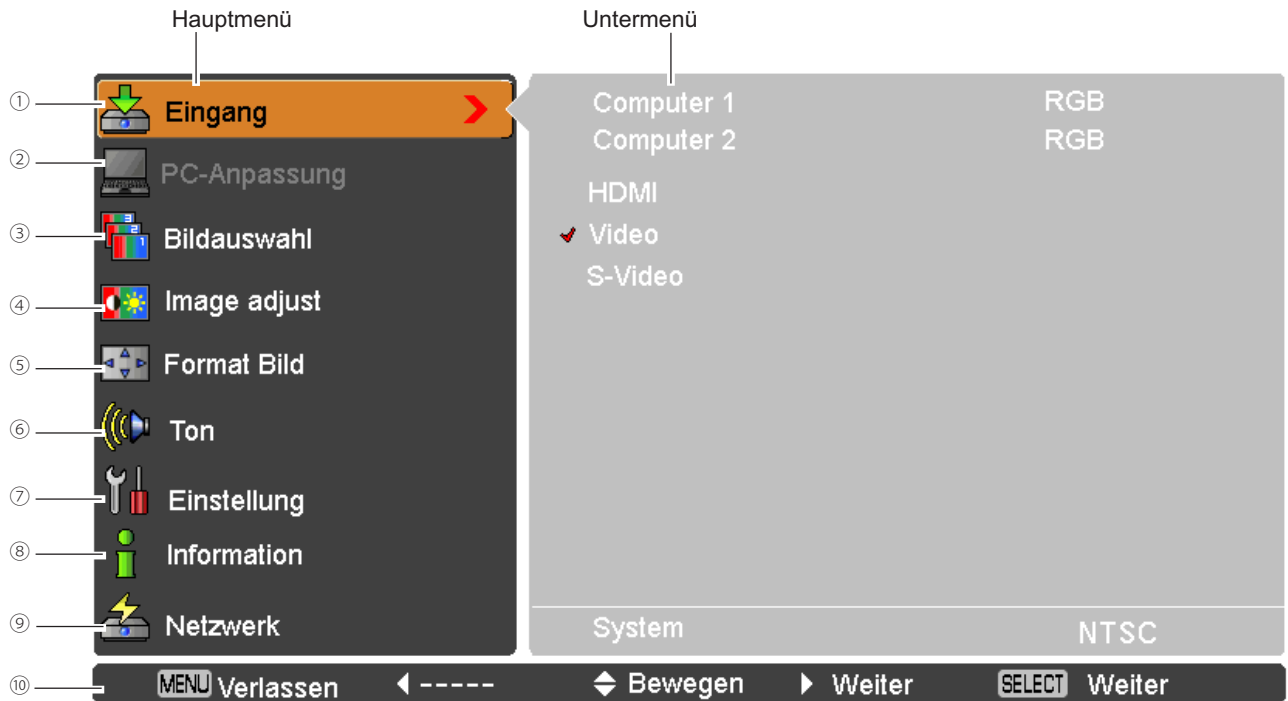 Hauptmenü Untermenü
① Eingang Computer 1 RGB
Computer 2 RGB
② PC-Anpassung
HDMI
③ Bildauswahl Video
S-Video
④ Image adjust
⑤ Format Bild
⑥ Ton
⑦ Einstellung
⑧ Information
⑨ Netzwerk System NTSC
⑩ MENU Verlassen ----- Bewegen Weiter SELECT Weiter